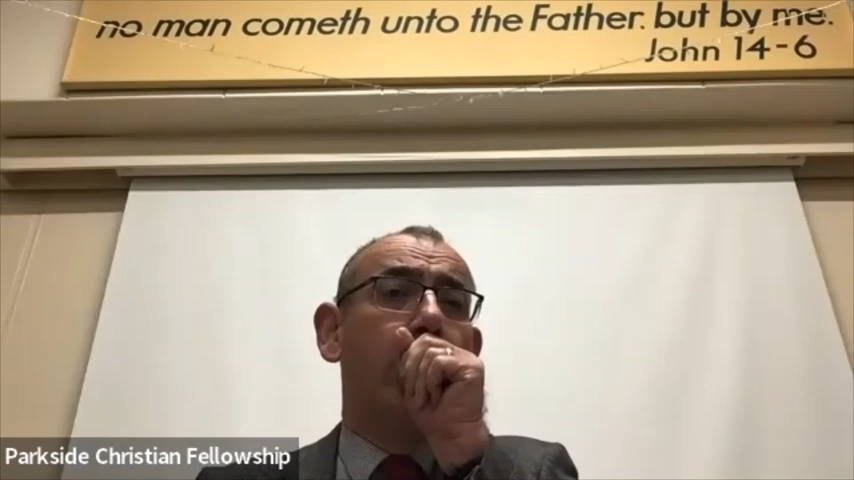 no man cometh unto the Father. but by me.
John 14-6
Parkside Christian Fellowship